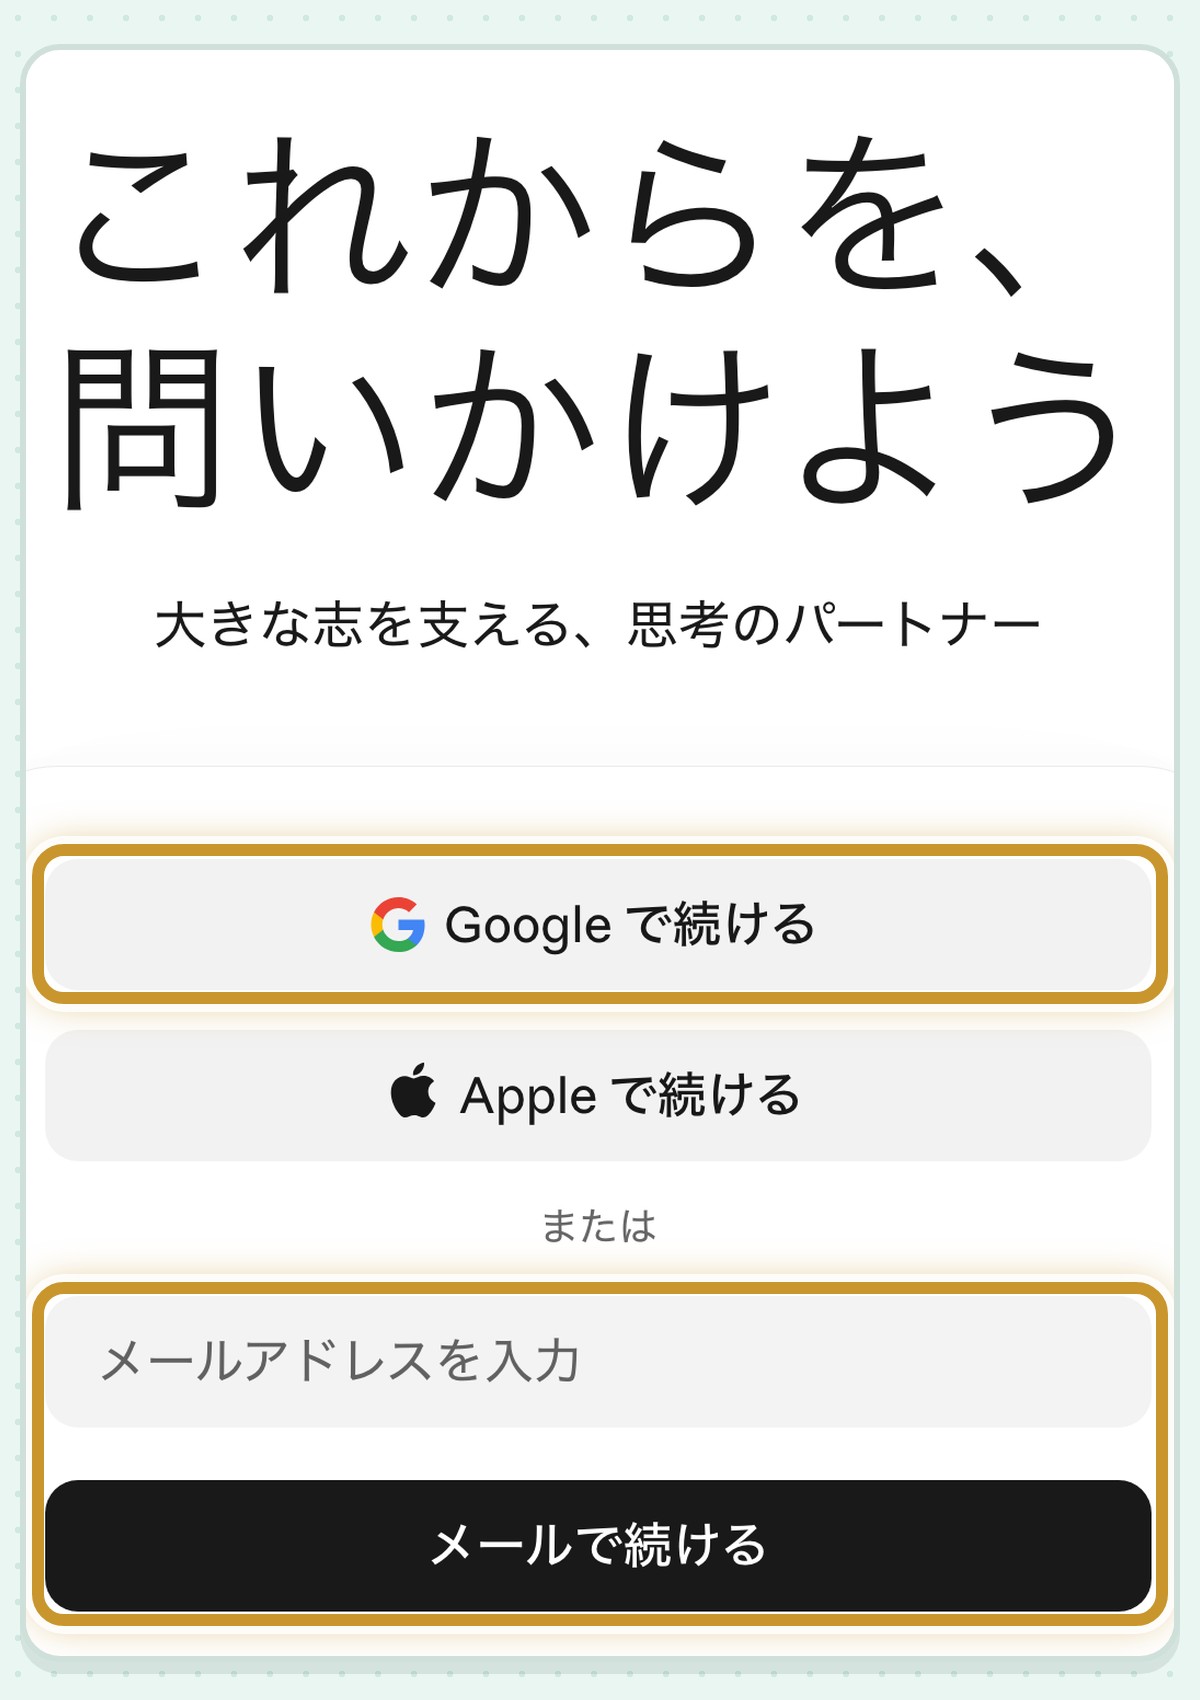 これからを、
問いかけよう
大きな志を支える、思考のパートナー
Google で続ける
Apple で続ける
または
メールアドレスを入力
メールで続ける